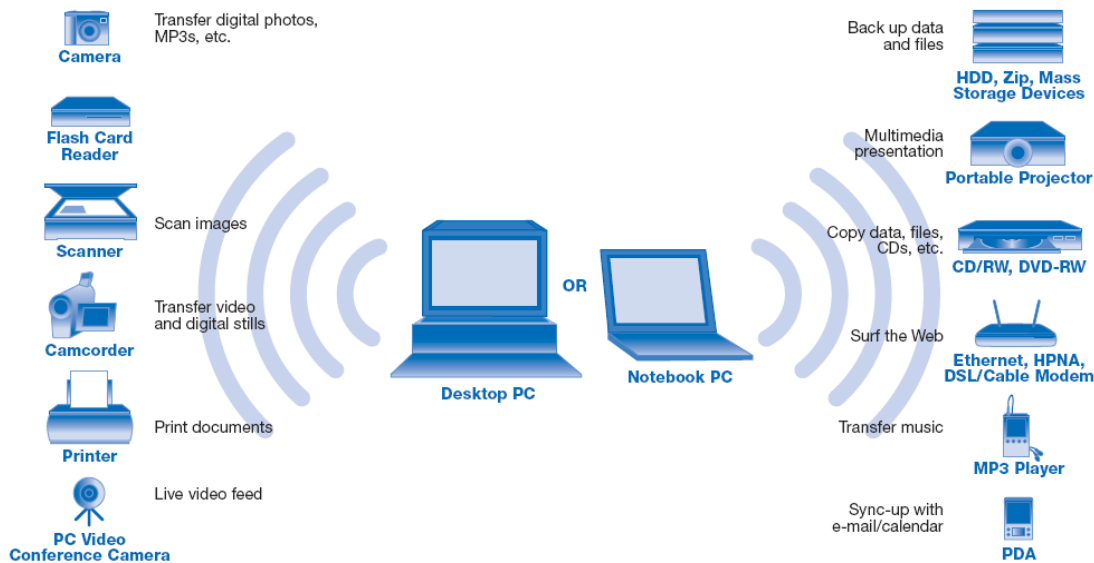 Transfer digital photos,
MP3s, etc.
Camera
Flash Card
Reader
Scan images
Scanner
Transfer video
and digital stills
Camcorder
Print documents
Printer
Live video feed
PC Video
Conference Camera
Desktop PC
OR
Notebook PC
Back up data
and files
HDD, Zip, Mass
Storage Devices
Multimedia
presentation
Portable Projector
Copy data, files,
CDs, etc.
CD/RW, DVD-RW
Surf the Web
Ethernet, HPNA,
DSL/Cable Modem
Transfer music
MP3 Player
Sync-up with
e-mail/calendar
PDA